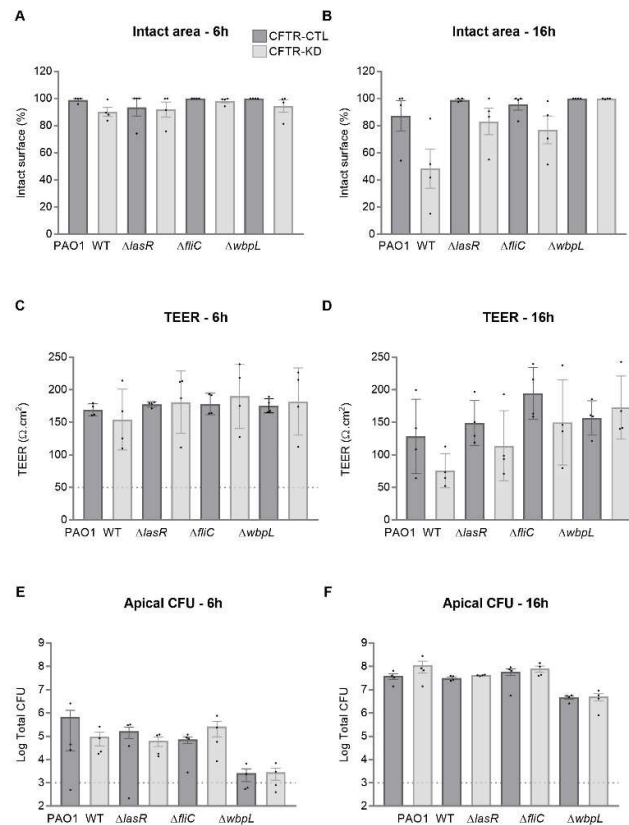 A
Intact area - 6h
CFTR-CTL
CFTR-KD
B
Intact area - 16h
Intact surface (%)
100
80
60
40
20
0
PAO1 WT ΔlasR ΔfliC ΔwbpL
Intact surface (%)
100
80
60
40
20
0
PAO1 WT ΔlasR ΔfliC ΔwbpL
C
TEER - 6h
D
TEER - 16h
TEER (Ω.cm²)
250
200
150
100
50
0
PAO1 WT ΔlasR ΔfliC ΔwbpL
TEER (Ω.cm²)
250
200
150
100
50
0
PAO1 WT ΔlasR ΔfliC ΔwbpL
E
Apical CFU - 6h
F
Apical CFU - 16h
Log Total CFU
9
8
7
6
5
4
3
2
PAO1 WT ΔlasR ΔfliC ΔwbpL
Log Total CFU
9
8
7
6
5
4
3
2
PAO1 WT ΔlasR ΔfliC ΔwbpL